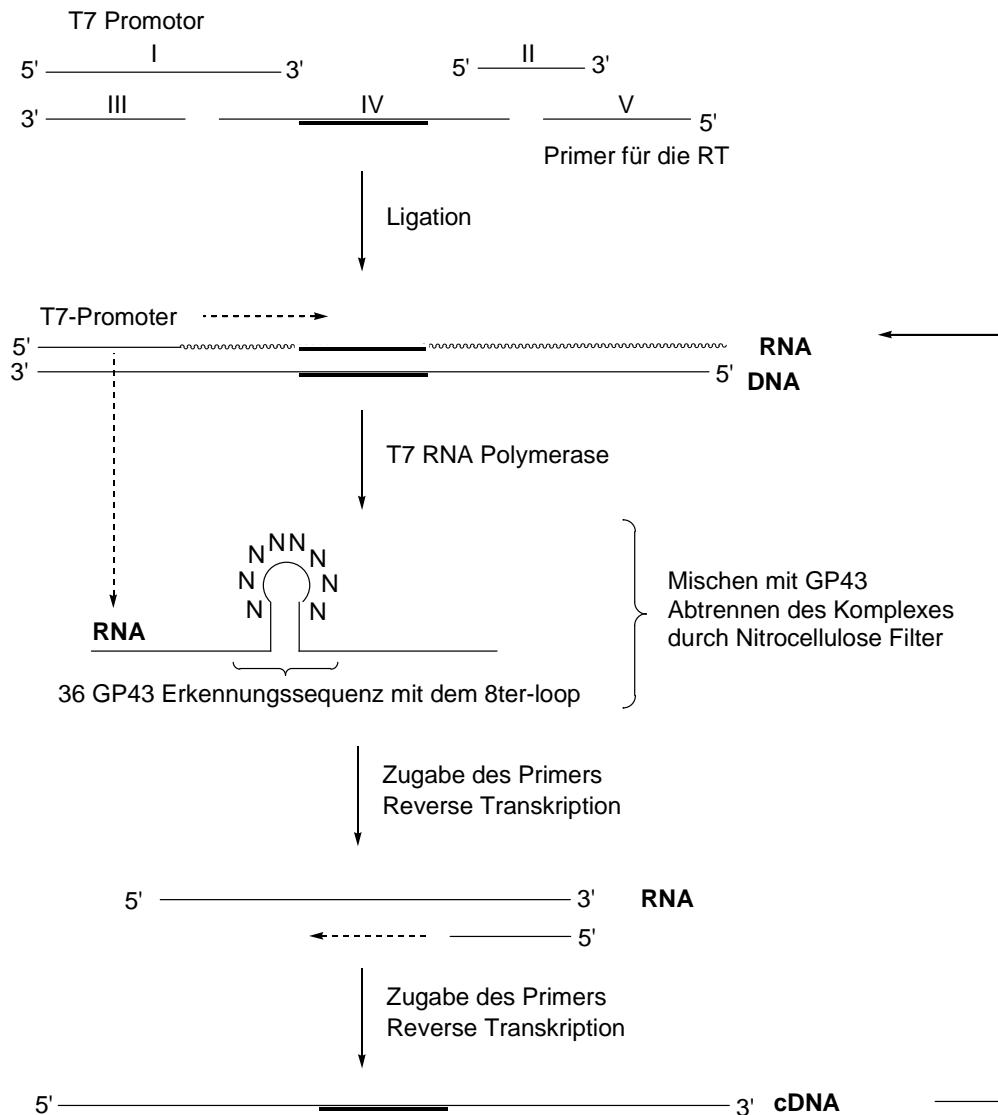 T7 Promotor
I
5' 3'
II
5' 3'
III IV V
3' 5'
Primer für die RT
Ligation
T7-Promoter
5' RNA
3' 5' DNA
T7 RNA Polymerase
N N N N N N N N
RNA
36 GP43 Erkennungssequenz mit dem 8ter-loop
Mischen mit GP43
Abtrennen des Komplexes
durch Nitrocellulose Filter
Zugabe des Primers
Reverse Transkription
5' 3' RNA
5'
Zugabe des Primers
Reverse Transkription
5' 3' cDNA